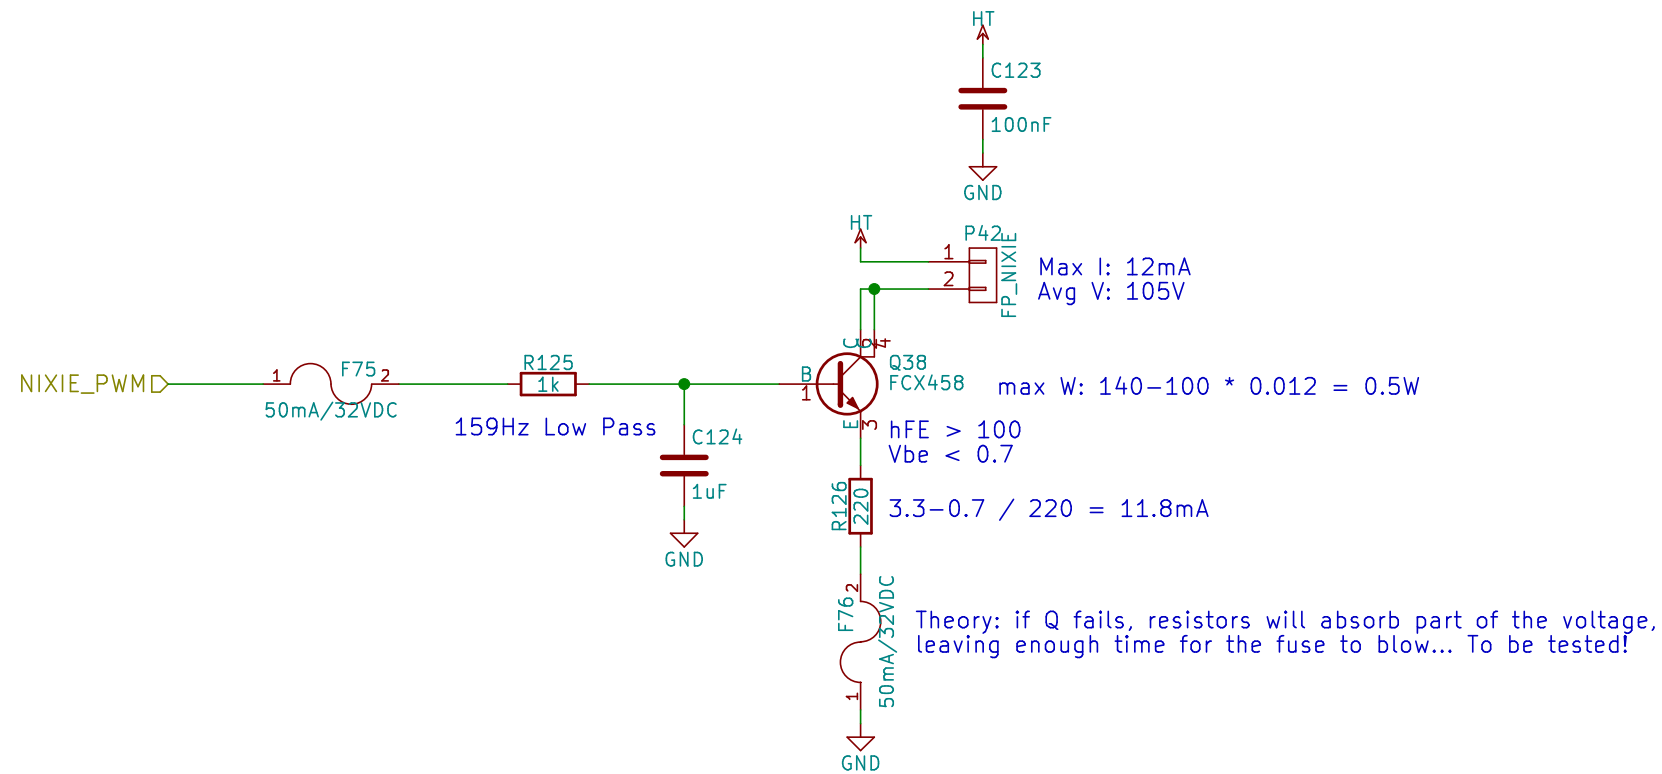 HT
C123
100nF
GND
HT
P42
1
2
FP_NIXIE
Max I: 12mA
Avg V: 105V
NIXIE_PWM
1
F75
2
50mA/32VDC
R125
1k
159Hz Low Pass
C124
1uF
GND
B
1
C
4
Q38
FCX458
max W: 140-100 * 0.012 = 0.5W
E
3
hFE > 100
Vbe < 0.7
R126
220
3.3-0.7 / 220 = 11.8mA
2
F76
50mA/32VDC
1
Theory: if Q fails, resistors will absorb part of the voltage,
leaving enough time for the fuse to blow... To be tested!
GND